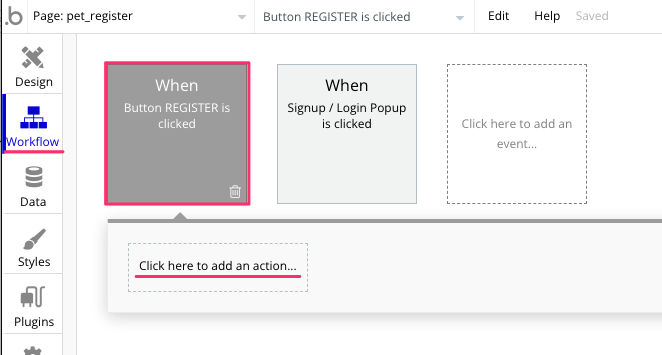 .b Page: pet_register Button REGISTER is clicked Edit Help Saved
Design
Workflow
Data
Styles
Plugins
When
Button REGISTER is
clicked
When
Signup / Login Popup
is clicked
Click here to add an
event...
Click here to add an action...